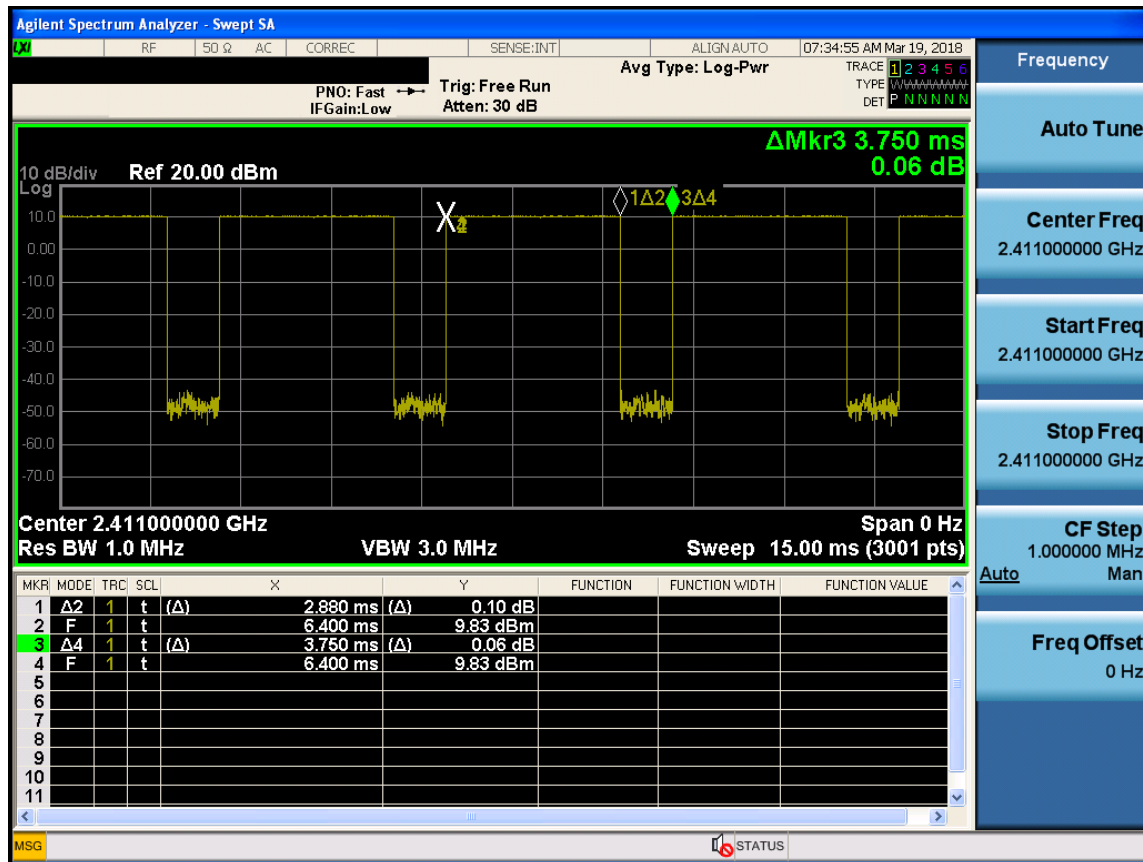 Agilent Spectrum Analyzer - Swept SA
LXI RF 50 Ω AC CORREC SENSE:INT ALIGN AUTO 07:34:55 AM Mar 19, 2018
PNO: Fast
IFGain:Low
Trig: Free Run
Atten: 30 dB
Avg Type: Log-Pwr
TRACE 1 2 3 4 5 6
TYPE
DET P N N N N N
ΔMkr3 3.750 ms
0.06 dB
10 dB/div Ref 20.00 dBm
Log
10.0
0.00
-10.0
-20.0
-30.0
-40.0
-50.0
-60.0
-70.0
1Δ2 3Δ4
Center 2.411000000 GHz Span 0 Hz
Res BW 1.0 MHz VBW 3.0 MHz Sweep 15.00 ms (3001 pts)
MKR MODE TRC SCL X Y FUNCTION FUNCTION WIDTH FUNCTION VALUE
1 Δ2 1 t (Δ) 2.880 ms (Δ) 0.10 dB
2 F 1 t 6.400 ms 9.83 dBm
3 Δ4 1 t (Δ) 3.750 ms (Δ) 0.06 dB
4 F 1 t 6.400 ms 9.83 dBm
5
6
7
8
9
10
11
MSG STATUS
Frequency
Auto Tune
Center Freq
2.411000000 GHz
Start Freq
2.411000000 GHz
Stop Freq
2.411000000 GHz
CF Step
1.000000 MHz
Auto Man
Freq Offset
0 Hz